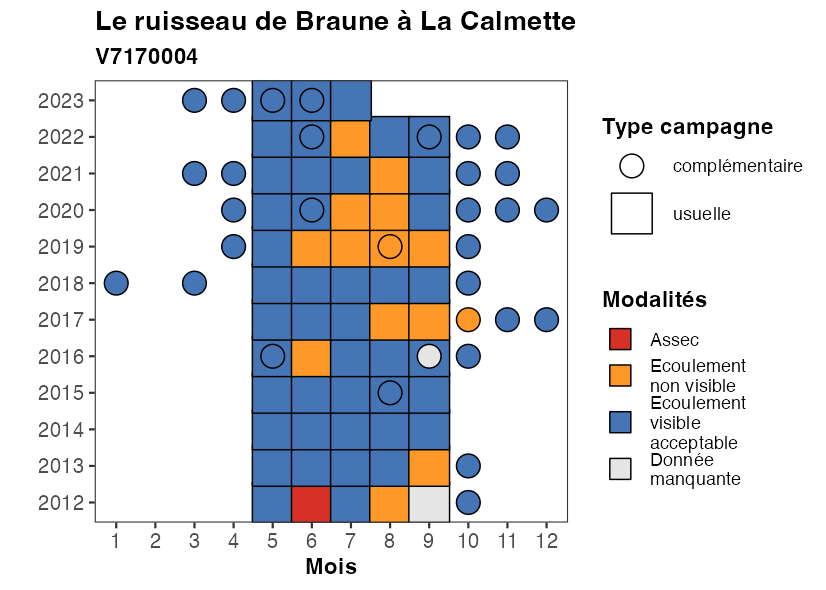 Le ruisseau de Braune à La Calmette
V7170004
2023
2022
2021
2020
2019
2018
2017
2016
2015
2014
2013
2012
1 2 3 4 5 6 7 8 9 10 11 12
Mois
Type campagne
complémentaire
usuelle
Modalités
Assec
Ecoulement
non visible
Ecoulement
visible
acceptable
Donnée
manquante